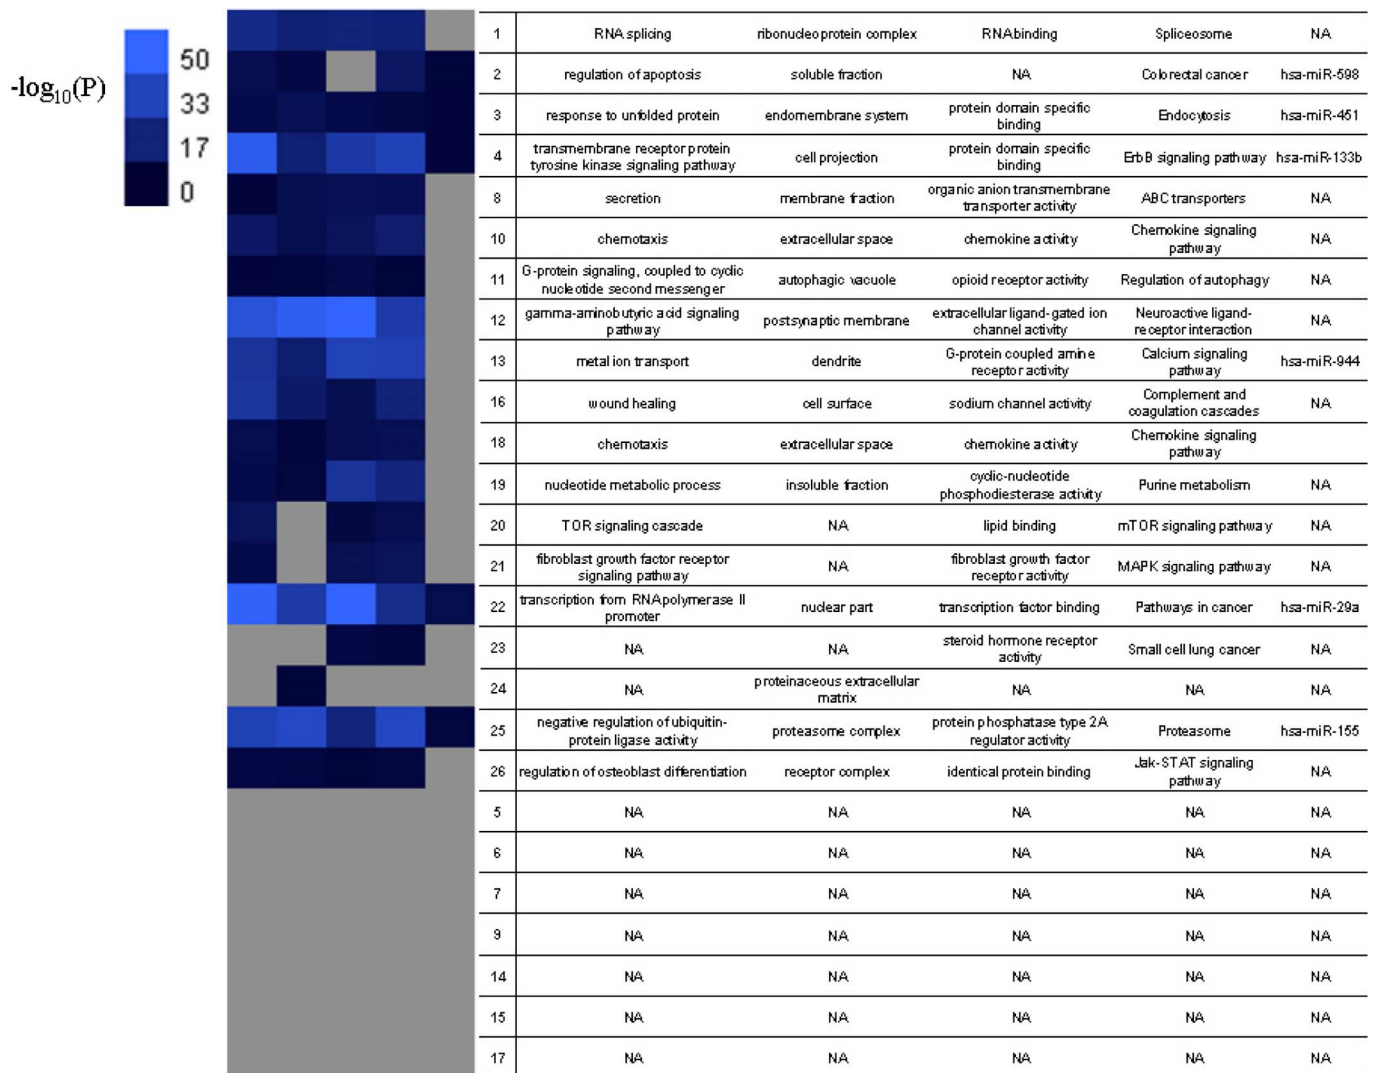 -log10(P)
50
33
17
0
1 RNA splicing ribonucleoprotein complex RNA binding Spliceosome NA
2 regulation of apoptosis soluble fraction NA Colorectal cancer hsa-miR-598
3 response to unfolded protein endomembrane system protein domain specific binding Endocytosis hsa-miR-451
4 transmembrane receptor protein tyrosine kinase signaling pathway cell projection protein domain specific binding ErbB signaling pathway hsa-miR-133b
8 secretion membrane fraction organic anion transmembrane transporter activity ABC transporters NA
10 chemotaxis extracellular space chemokine activity Chemokine signaling pathway NA
11 G-protein signaling, coupled to cyclic nucleotide second messenger autophagic vacuole opioid receptor activity Regulation of autophagy NA
12 gamma-aminobutyric acid signaling pathway postsynaptic membrane extracellular ligand-gated ion channel activity Neuroactive ligand-receptor interaction NA
13 metal ion transport dendrite G-protein coupled amine receptor activity Calcium signaling pathway hsa-miR-944
16 wound healing cell surface sodium channel activity Complement and coagulation cascades NA
18 chemotaxis extracellular space chemokine activity Chemokine signaling pathway
19 nucleotide metabolic process insoluble fraction cyclic-nucleotide phosphodiesterase activity Purine metabolism NA
20 TOR signaling cascade NA lipid binding mTOR signaling pathway NA
21 fibroblast growth factor receptor signaling pathway NA fibroblast growth factor receptor activity MAPK signaling pathway NA
22 transcription from RNA polymerase II promoter nuclear part transcription factor binding Pathways in cancer hsa-miR-29a
23 NA NA steroid hormone receptor activity Small cell lung cancer NA
24 NA proteinaceous extracellular matrix NA NA NA
25 negative regulation of ubiquitin-protein ligase activity proteasome complex protein phosphatase type 2A regulator activity Proteasome hsa-miR-155
26 regulation of osteoblast differentiation receptor complex identical protein binding Jak-STAT signaling pathway NA
5 NA NA NA NA NA
6 NA NA NA NA NA
7 NA NA NA NA NA
9 NA NA NA NA NA
14 NA NA NA NA NA
15 NA NA NA NA NA
17 NA NA NA NA NA